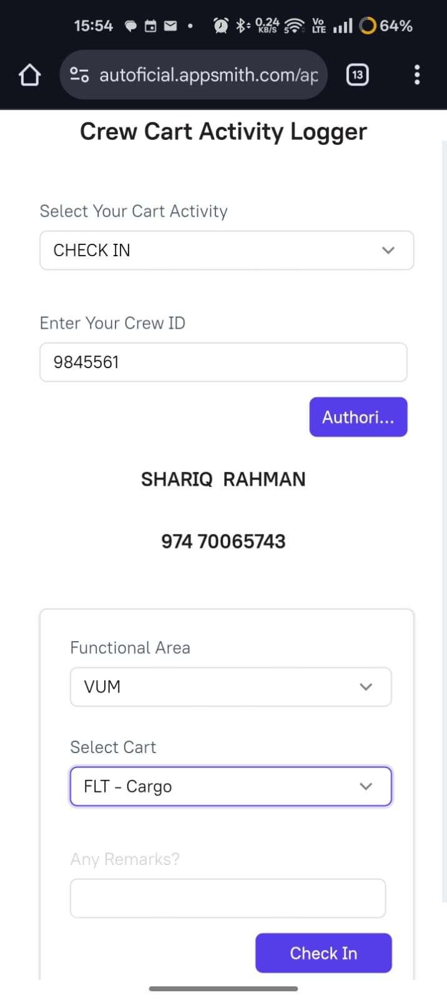 15:54 0.24 KB/S 5 Vo LTE 64%
autoficial.appsmith.com/ap 13
Crew Cart Activity Logger
Select Your Cart Activity
CHECK IN
Enter Your Crew ID
9845561
Authori...
SHARIQ RAHMAN
974 70065743
Functional Area
VUM
Select Cart
FLT - Cargo
Any Remarks?
Check In